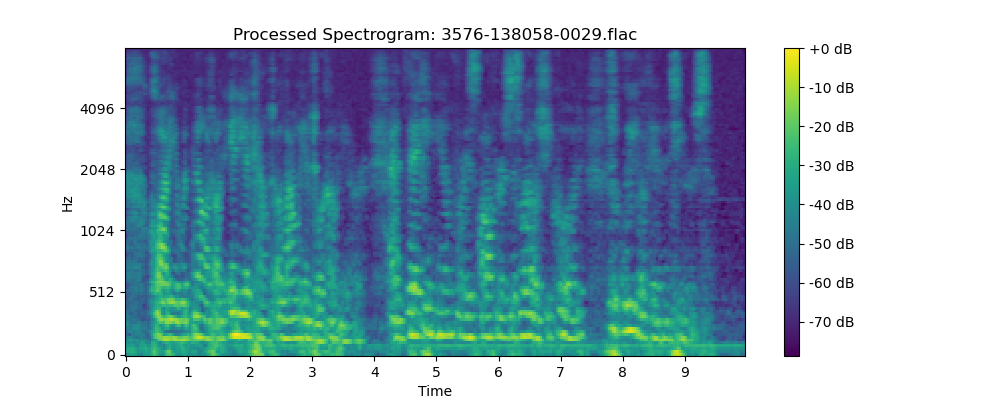 Processed Spectrogram: 3576-138058-0029.flac
Hz
4096
2048
1024
512
0
0 1 2 3 4 5 6 7 8 9
Time
+0 dB
-10 dB
-20 dB
-30 dB
-40 dB
-50 dB
-60 dB
-70 dB